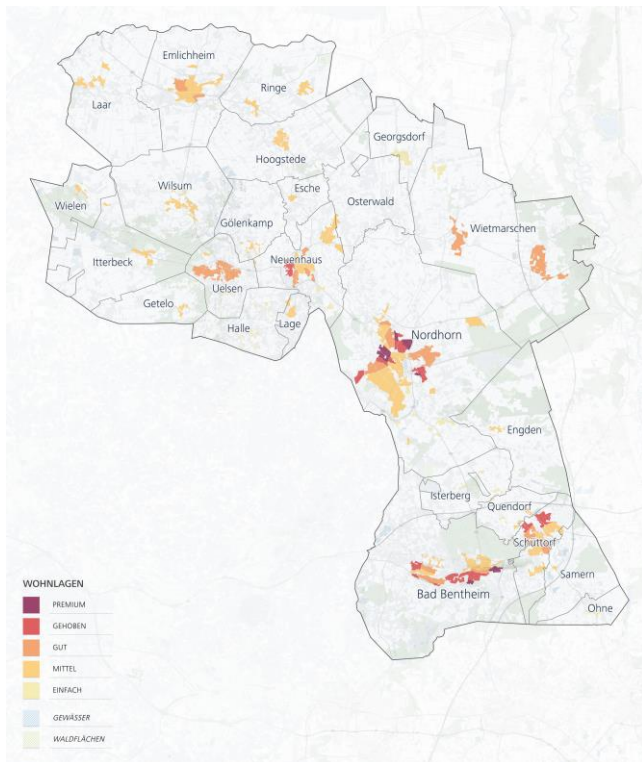 Emlichheim
Laar
Ringe
Georgsdorf
Hoogstede
Esche
Wilsum
Osterwald
Wielen
Gölenkamp
Wietmarschen
Itterbeck
Neuenhaus
Uelsen
Getelo
Halle
Lage
Nordhorn
Engden
Isterberg
Quendorf
Schüttorf
Samern
Bad Bentheim
Ohne
WOHNLAGEN
PREMIUM
GEHOBEN
GUT
MITTEL
EINFACH
GEWÄSSER
WALDFLÄCHEN